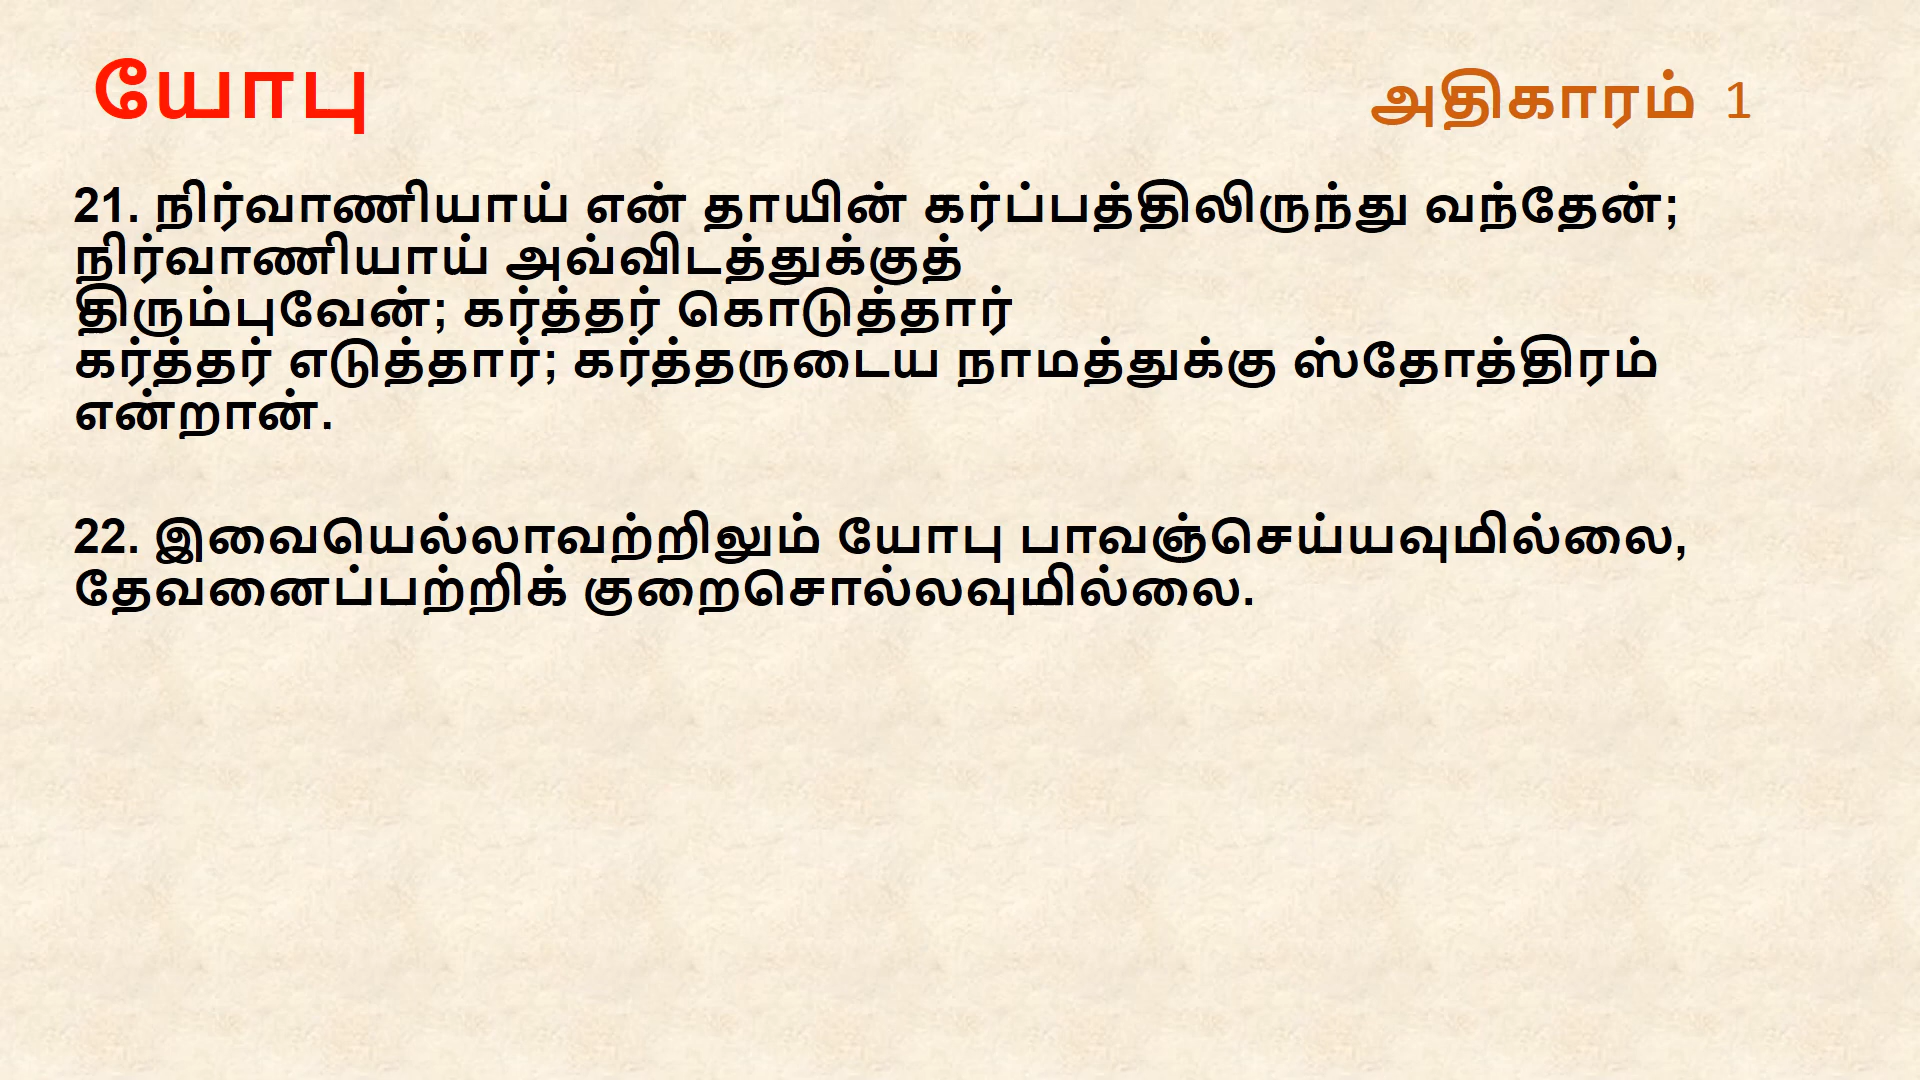 யோபு
அதிகாரம் 1
21. நிர்வாணியாய் என் தாயின் கர்ப்பத்திலிருந்து வந்தேன்;
நிர்வாணியாய் அவ்விடத்துக்குத்
திரும்புவேன்; கர்த்தர் கொடுத்தார்
கர்த்தர் எடுத்தார்; கர்த்தருடைய நாமத்துக்கு ஸ்தோத்திரம்
என்றான்.
22. இவையெல்லாவற்றிலும் யோபு பாவஞ்செய்யவுமில்லை,
தேவனைப்பற்றிக் குறைசொல்லவுமில்லை.